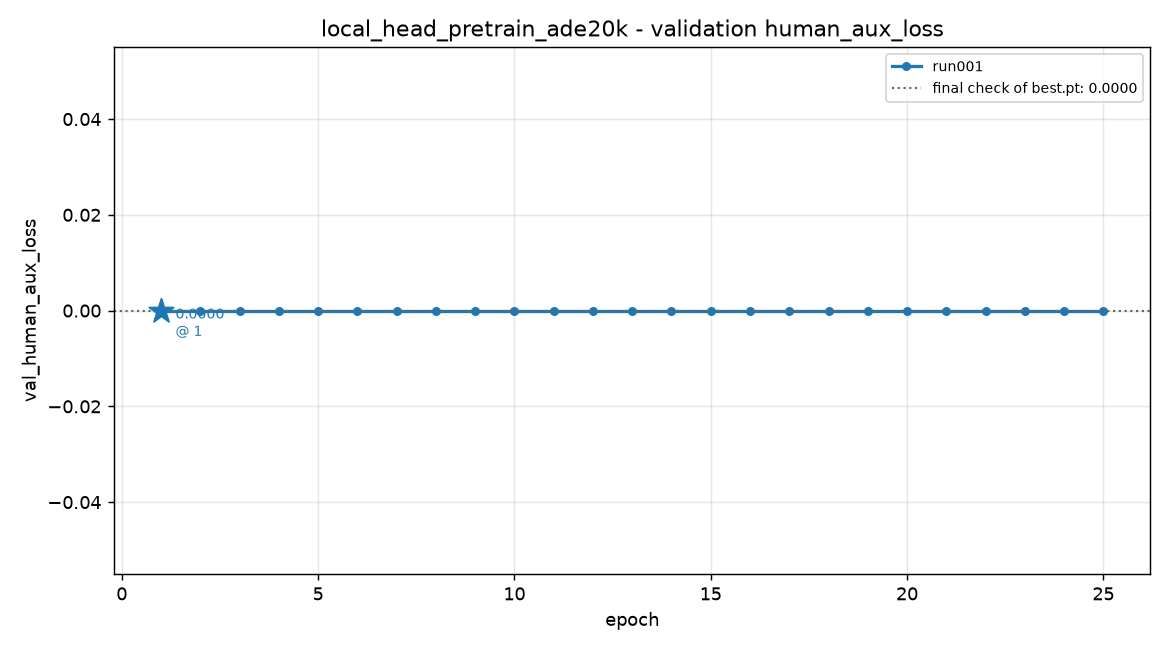 local_head_pretrain_ade20k - validation human_aux_loss
run001
final check of best.pt: 0.0000
0.04
0.02
0.00
−0.02
−0.04
val_human_aux_loss
0.0000
@ 1
0
5
10
15
20
25
epoch